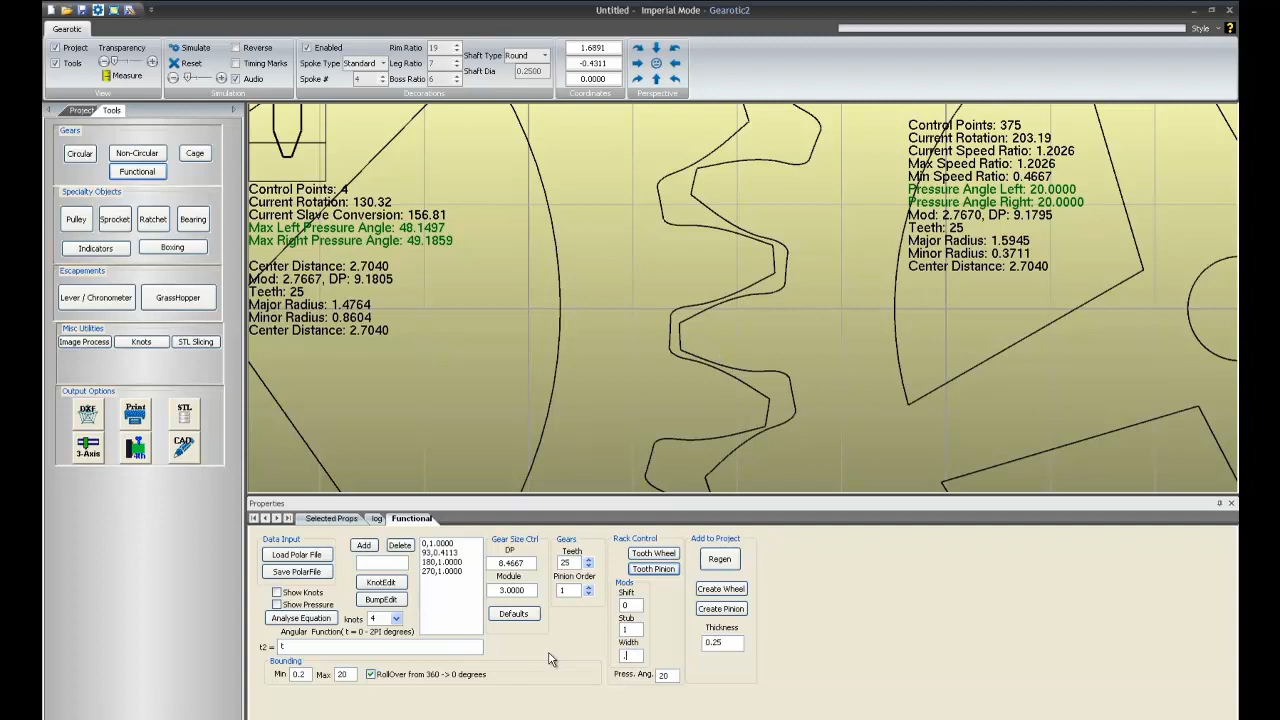 Untitled - Imperial Mode - Gearotic2
Gearotic
Style
Project
Transparency
Tools
Measure
View
Simulate
Reverse
Reset
Timing Marks
Audio
Simulation
Enabled
Rim Ratio 19
Spoke Type Standard
Leg Ratio 7
Spoke # 4
Boss Ratio 6
Shaft Type Round
Shaft Dia 0.2500
Decorations
1.6891
-0.4311
0.0000
Coordinates
Perspective
Project Tools
Gears
Circular
Non-Circular
Cage
Functional
Specialty Objects
Pulley
Sprocket
Ratchet
Bearing
Indicators
Boxing
Escapements
Lever / Chronometer
GrassHopper
Misc Utilities
Image Process
Knots
STL Slicing
Output Options
DXF
Print
STL
3-Axis
4th
CAD
Control Points: 4
Current Rotation: 130.32
Current Slave Conversion: 156.81
Max Left Pressure Angle: 48.1497
Max Right Pressure Angle: 49.1859
Center Distance: 2.7040
Mod: 2.7667, DP: 9.1805
Teeth: 25
Major Radius: 1.4764
Minor Radius: 0.8604
Center Distance: 2.7040
Control Points: 375
Current Rotation: 203.19
Current Speed Ratio: 1.2026
Max Speed Ratio: 1.2026
Min Speed Ratio: 0.4667
Pressure Angle Left: 20.0000
Pressure Angle Right: 20.0000
Mod: 2.7670, DP: 9.1795
Teeth: 25
Major Radius: 1.5945
Minor Radius: 0.3711
Center Distance: 2.7040
Properties
Selected Props
log
Functional
Data Input
Load Polar File
Save PolarFile
Show Knots
Show Pressure
Analyse Equation
Add
Delete
KnotEdit
BumpEdit
knots 4
0,1.0000
93,0.4113
180,1.0000
270,1.0000
Angular Function( t = 0 - 2PI degrees)
t2 = t
Bounding
Min 0.2 Max 20
RollOver from 360 -> 0 degrees
Gear Size Ctrl
DP
8.4667
Module
3.0000
Defaults
Gears
Teeth
25
Pinion Order
1
Rack Control
Tooth Wheel
Tooth Pinion
Mods
Shift
0
Stub
1
Width
.
Press. Ang. 20
Add to Project
Regen
Create Wheel
Create Pinion
Thickness
0.25